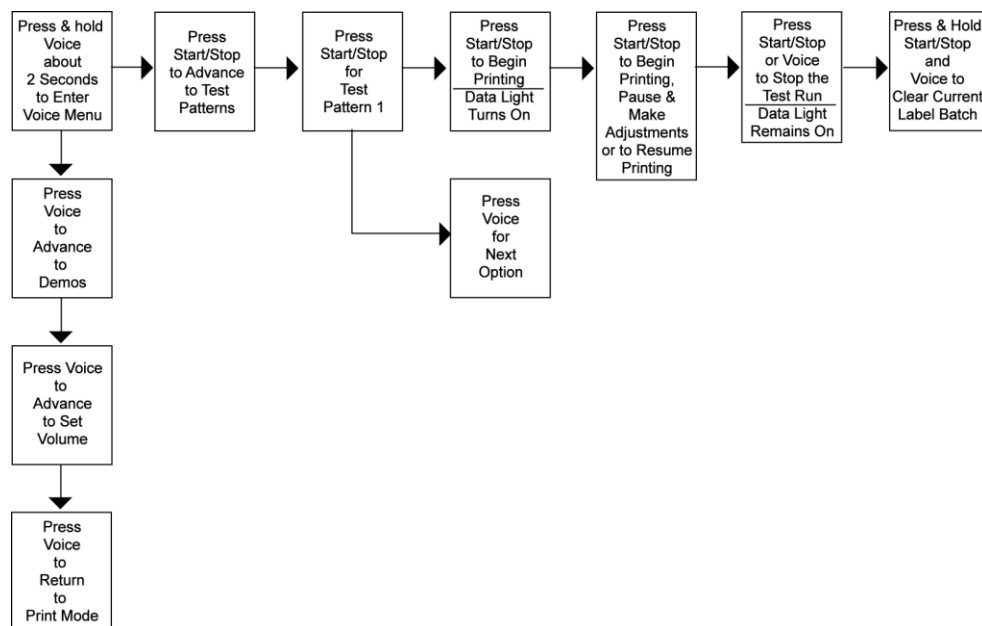 Press & hold
Voice
about
2 Seconds
to Enter
Voice Menu
Press
Start/Stop
to Advance
to Test
Patterns
Press
Start/Stop
for
Test
Pattern 1
Press
Start/Stop
to Begin
Printing
Data Light
Turns On
Press
Start/Stop
to Begin
Printing,
Pause &
Make
Adjustments
or to Resume
Printing
Press
Start/Stop
or Voice
to Stop the
Test Run
Data Light
Remains On
Press & Hold
Start/Stop
and
Voice to
Clear Current
Label Batch
Press
Voice
for
Next
Option
Press
Voice
to
Advance
to
Demos
Press Voice
to
Advance
to Set
Volume
Press
Voice
to
Return
to
Print Mode